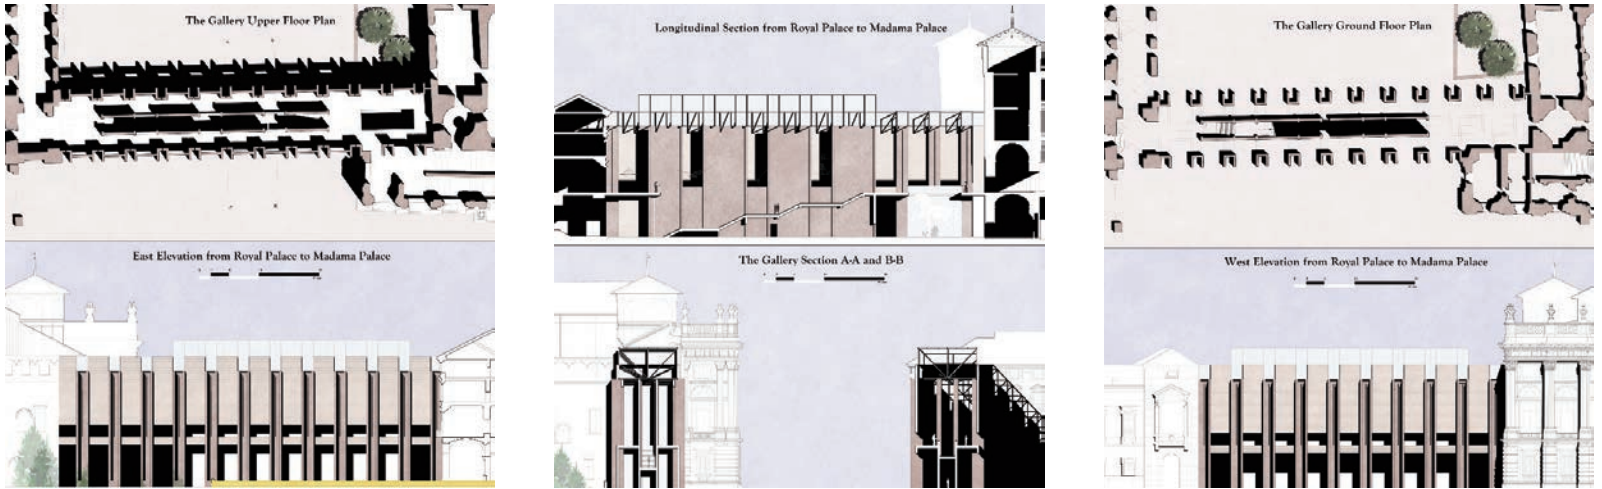 The Gallery Upper Floor Plan
East Elevation from Royal Palace to Madama Palace
Longitudinal Section from Royal Palace to Madama Palace
The Gallery Section A-A and B-B
The Gallery Ground Floor Plan
West Elevation from Royal Palace to Madama Palace